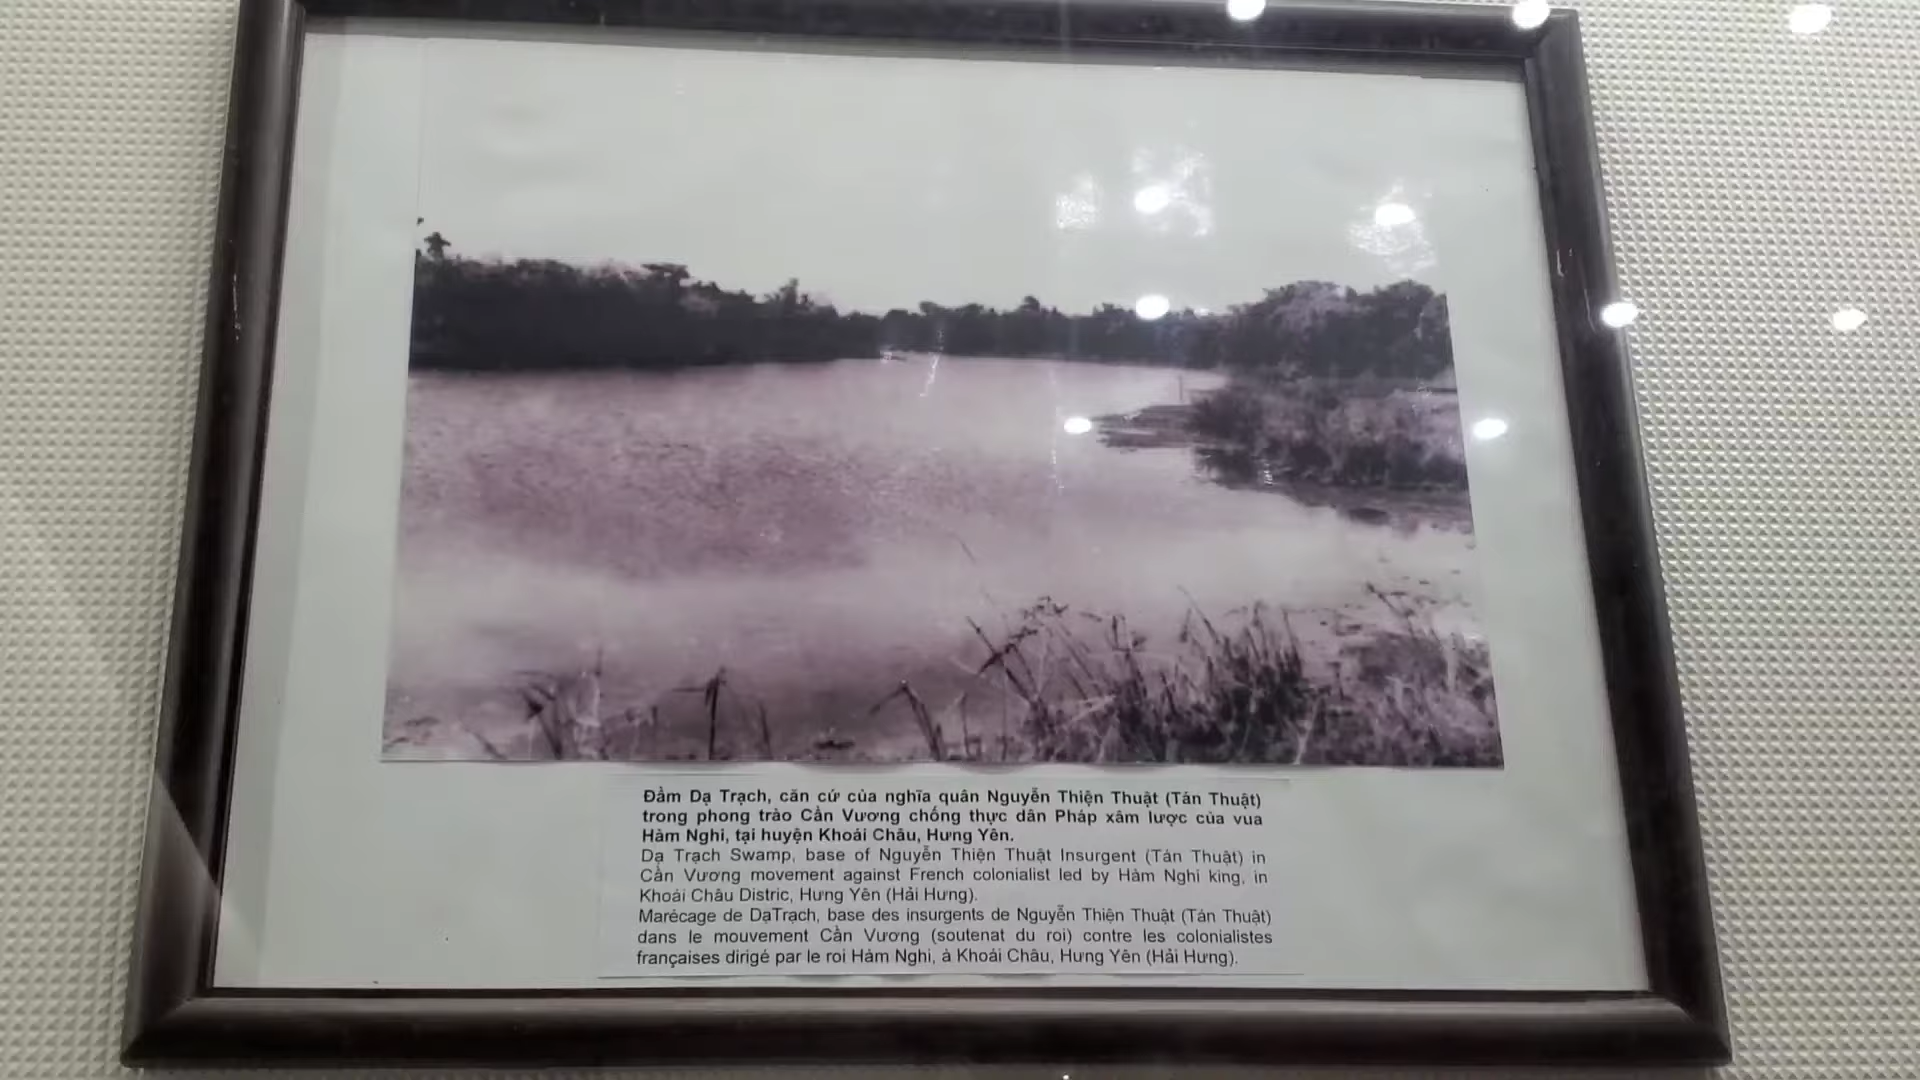 Đầm Dạ Trạch, căn cứ của nghĩa quân Nguyễn Thiện Thuật (Tán Thuật)
trong phong trào Cần Vương chống thực dân Pháp xâm lược của vua
Hàm Nghi, tại huyện Khoái Châu, Hưng Yên.
Dạ Trạch Swamp, base of Nguyễn Thiện Thuật Insurgent (Tán Thuật) in
Cần Vương movement against French colonialist led by Hàm Nghi king, in
Khoái Châu Distric, Hưng Yên (Hải Hưng).
Marécage de DạTrạch, base des insurgents de Nguyễn Thiện Thuật (Tán Thuật)
dans le mouvement Cần Vương (soutenat du roi) contre les colonialistes
françaises dirigé par le roi Hàm Nghi, à Khoái Châu, Hưng Yên (Hải Hưng).